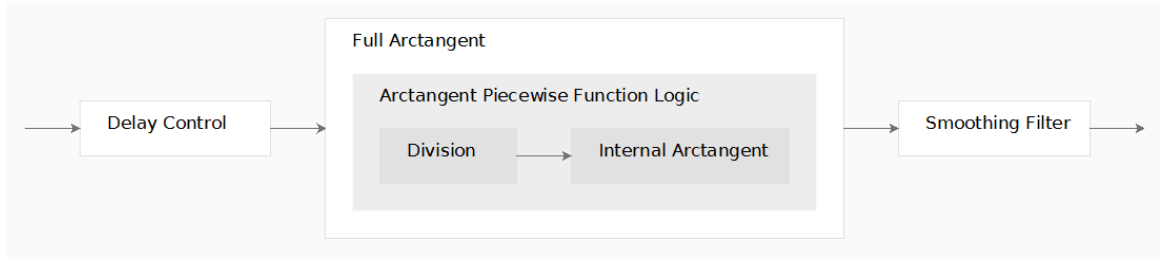 Full Arctangent
Arctangent Piecewise Function Logic
Delay Control
Smoothing Filter
Division
Internal Arctangent